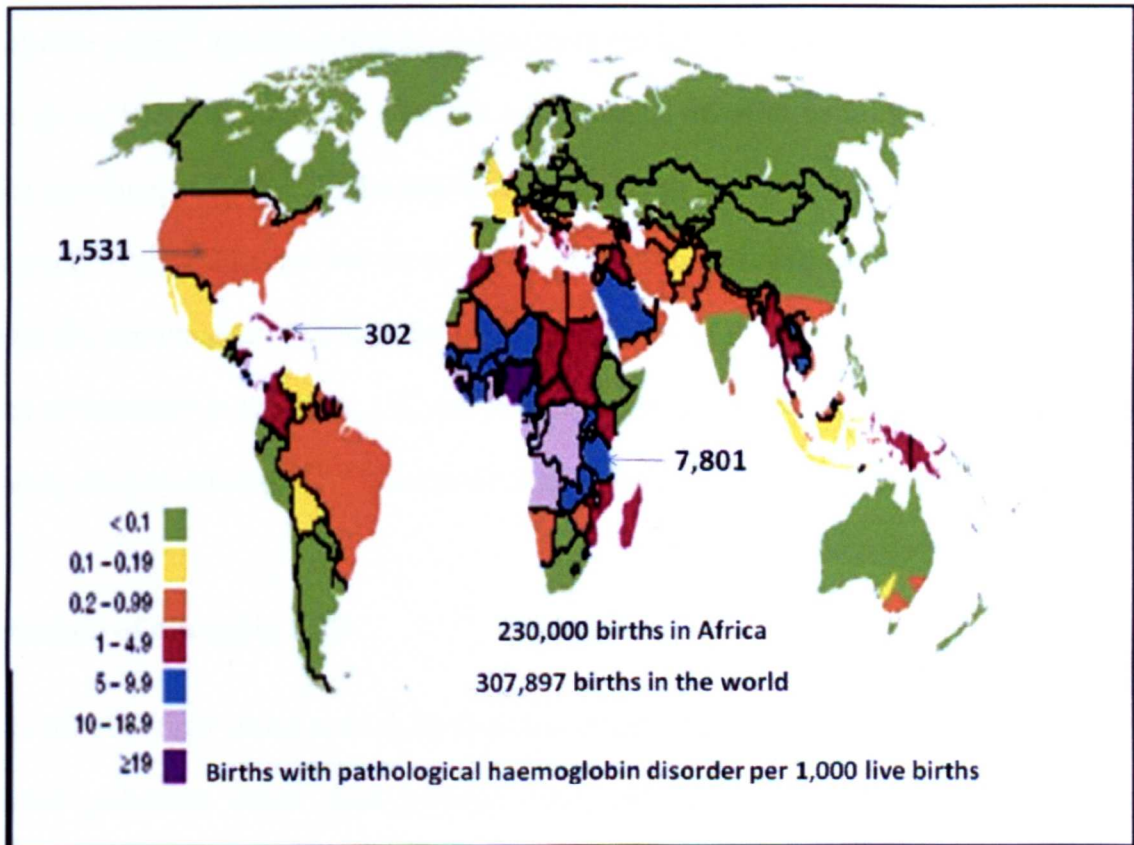 1,531
302
7,801
< 0.1
0.1 – 0.19
0.2 – 0.99
1 – 4.9
5 – 9.9
10 – 18.9
≥19
230,000 births in Africa
307,897 births in the world
Births with pathological haemoglobin disorder per 1,000 live births